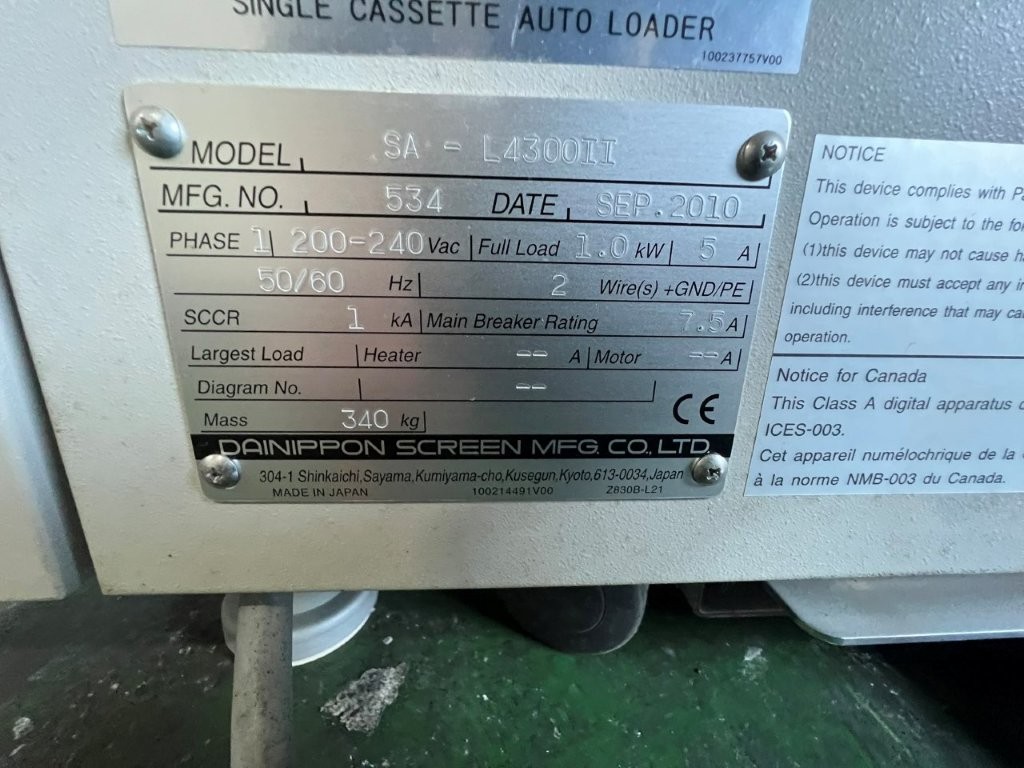 SINGLE CASSETTE AUTO LOADER
100237757V00
MODEL SA - L4300II
MFG. NO. 534 DATE SEP.2010
PHASE 1 200-240 Vac Full Load 1.0 kW 5 A
50/60 Hz 2 Wire(s) +GND/PE
SCCR 1 kA Main Breaker Rating 7.5 A
Largest Load Heater -- A Motor -- A
Diagram No. --
Mass 340 kg
CE
DAINIPPON SCREEN MFG. CO., LTD.
304-1 Shinkaichi, Sayama, Kumiyama-cho, Kusegun, Kyoto, 613-0034, Japan
MADE IN JAPAN 100214491V00 Z830B-L21
NOTICE
This device complies with
Operation is subject to the
(1)this device may not cause
(2)this device must accept any
including interference that may
operation.
Notice for Canada
This Class A digital apparatus
ICES-003.
Cet appareil numélochrique de la
à la norme NMB-003 du Canada.